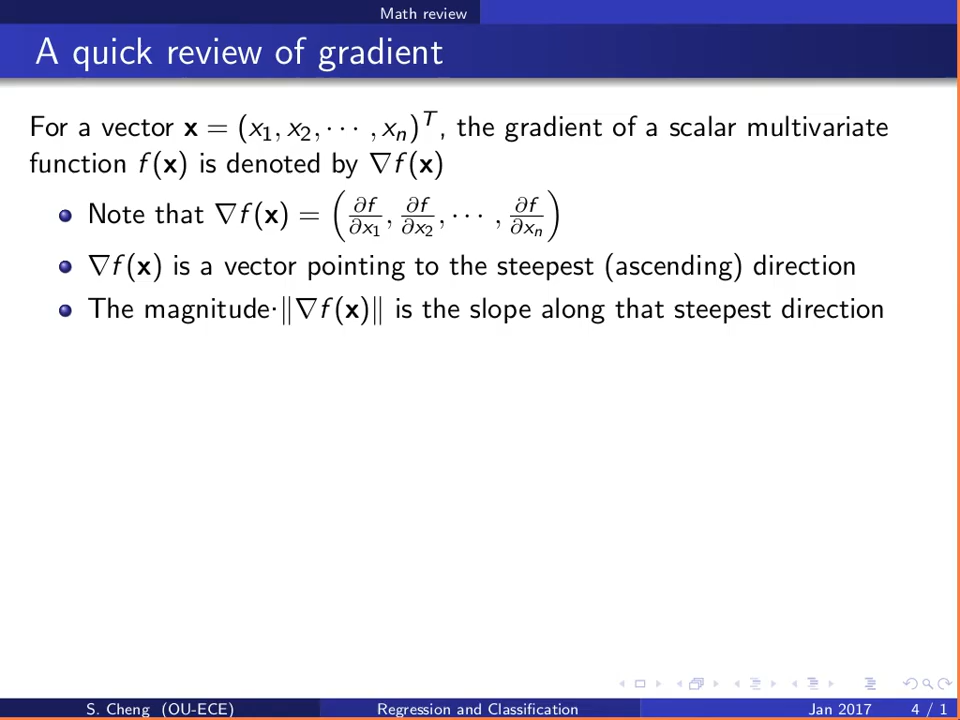 Math review
A quick review of gradient
For a vector x = (x₁, x₂, ⋯ , xₙ)ᵀ, the gradient of a scalar multivariate
function f(x) is denoted by ∇f(x)
Note that ∇f(x) = (∂f/∂x₁, ∂f/∂x₂, ⋯ , ∂f/∂xₙ)
∇f(x) is a vector pointing to the steepest (ascending) direction
The magnitude·‖∇f(x)‖ is the slope along that steepest direction
S. Cheng (OU-ECE) Regression and Classification Jan 2017 4 / 1